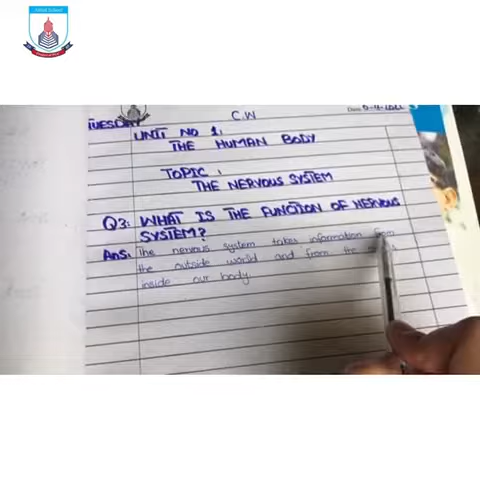 C.W
TUESDAY
UNIT NO 1:
THE HUMAN BODY
TOPIC:
THE NERVOUS SYSTEM
Q3: WHAT IS THE FUNCTION OF NERVOUS
SYSTEM?
Ans: The nervous system takes information from
the outside world and from the
inside our body